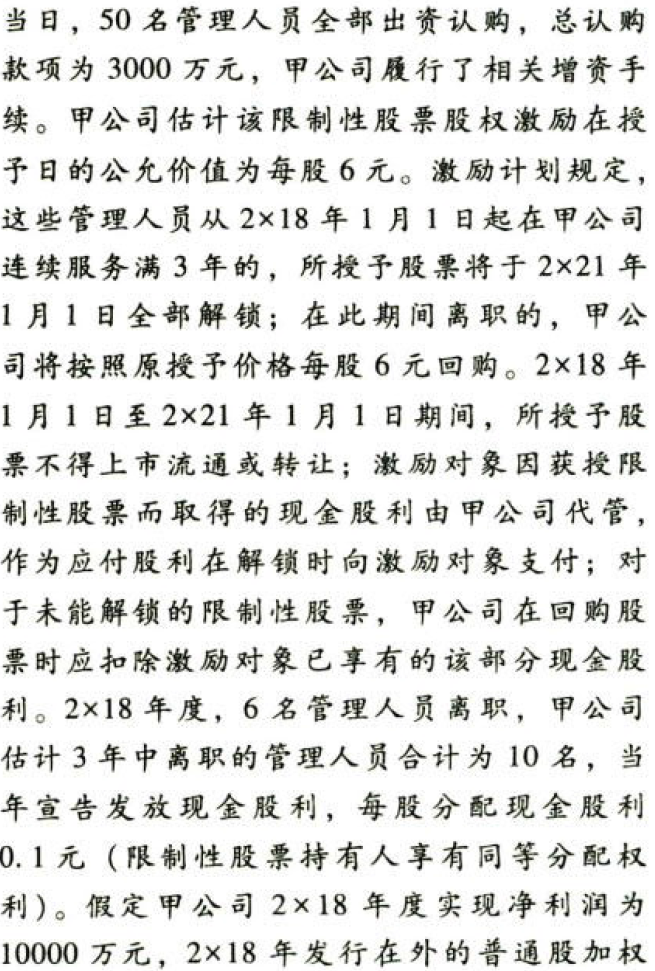 当日，50 名管理人员全部出资认购，总认购
款项为 3000 万元，甲公司履行了相关增资手
续。甲公司估计该限制性股票股权激励在授
予日的公允价值为每股 6 元。激励计划规定，
这些管理人员从 2×18 年 1 月 1 日起在甲公司
连续服务满 3 年的，所授予股票将于 2×21 年
1 月 1 日全部解锁；在此期间离职的，甲公
司将按照原授予价格每股 6 元回购。2×18 年
1 月 1 日至 2×21 年 1 月 1 日期间，所授予股
票不得上市流通或转让；激励对象因获授限
制性股票而取得的现金股利由甲公司代管，
作为应付股利在解锁时向激励对象支付；对
于未能解锁的限制性股票，甲公司在回购股
票时应扣除激励对象已享有的该部分现金股
利。2×18 年度，6 名管理人员离职，甲公司
估计 3 年中离职的管理人员合计为 10 名，当
年宣告发放现金股利，每股分配现金股利
0.1 元（限制性股票持有人享有同等分配权
利）。假定甲公司 2×18 年度实现净利润为
10000 万元，2×18 年发行在外的普通股加权